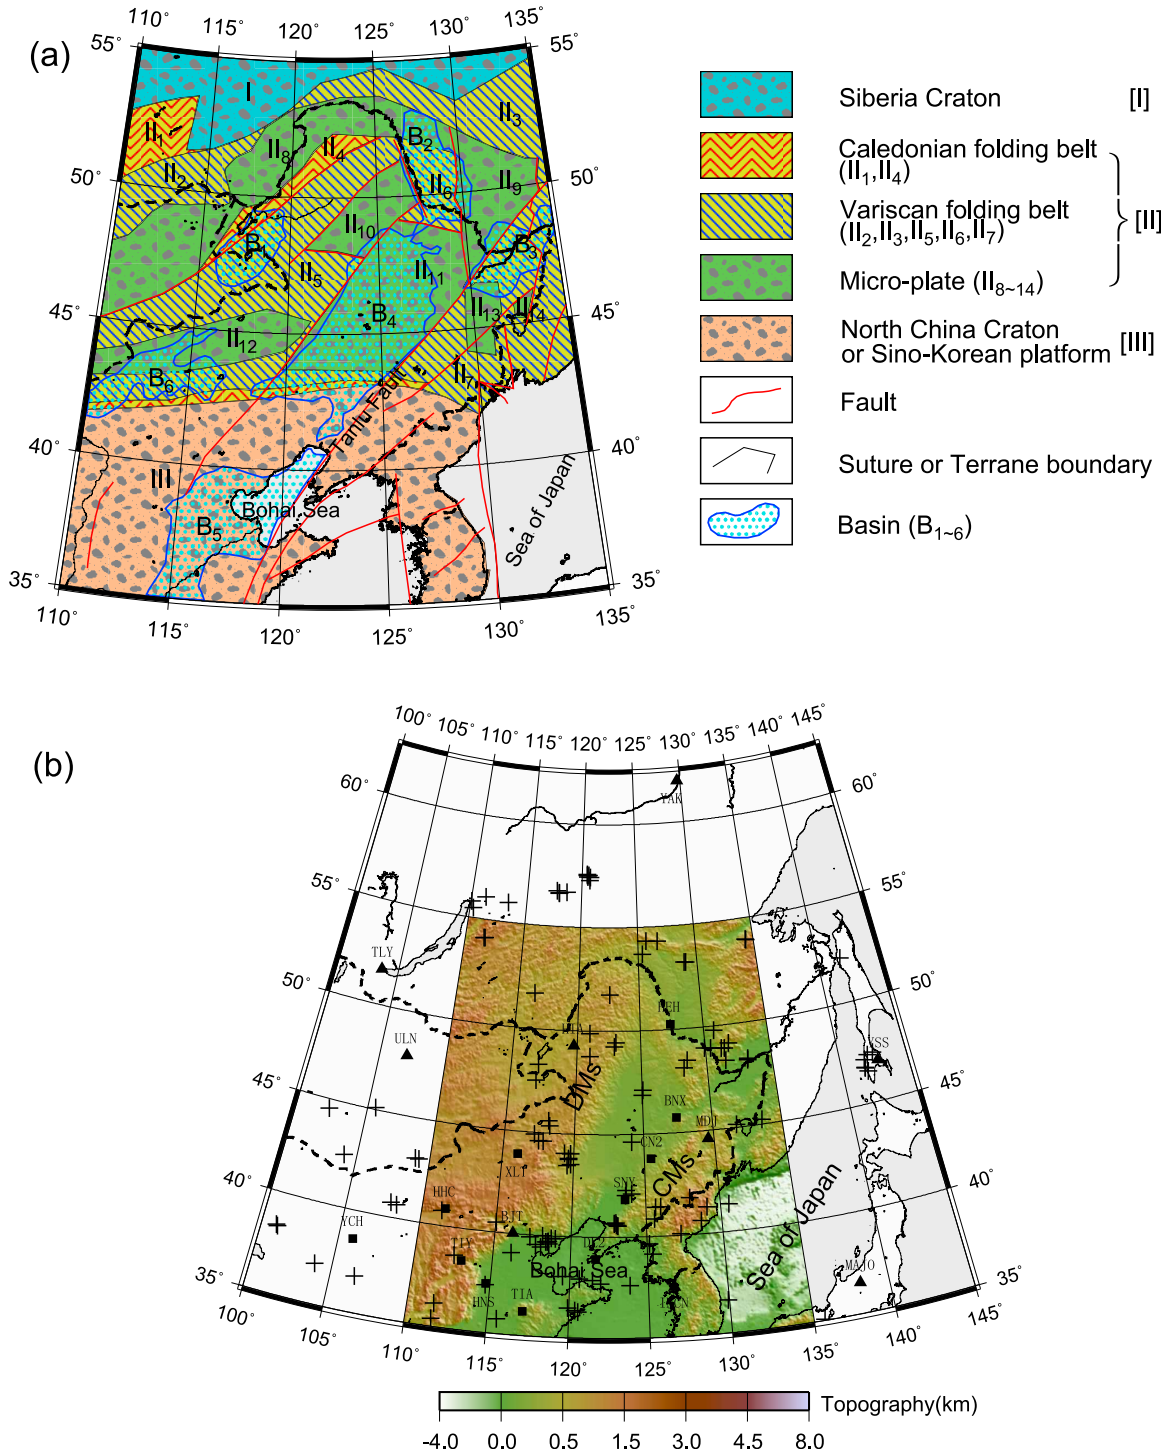 (a)
110° 115° 120° 125° 130° 135°
55° 55°
I
II₁
II₃
II₈
II₄
B₂
II₂
II₆
II₉
50° 50°
B₁
II₁₀
B₃
II₅
II₁₁
II₁₃
II₁₄
45° 45°
B₄
II₁₂
B₆
II₇
Tanlu Fault
40° 40°
III
Bohai Sea
B₅
Sea of Japan
35° 35°
110° 115° 120° 125° 130° 135°
Siberia Craton [I]
Caledonian folding belt
(II₁,II₄)
Variscan folding belt
(II₂,II₃,II₅,II₆,II₇)
[II]
Micro-plate (II₈~₁₄)
North China Craton
or Sino-Korean platform [III]
Fault
Suture or Terrane boundary
Basin (B₁~₆)
(b)
100° 105° 110° 115° 120° 125° 130° 135° 140° 145°
60° 60°
YAK
55° 55°
TLY
50° 50°
HEH
HIA
ULN
YSS
DMs
45° 45°
BNX
MDJ
CN2
XLT
CMs
SNY
40° 40°
HHC
BJT
YCH
TIY
Bohai Sea
Sea of Japan
MAJO
HNS
TIA
35° 35°
100° 105° 110° 115° 120° 125° 130° 135° 140° 145°
Topography(km)
-4.0 0.0 0.5 1.5 3.0 4.5 8.0